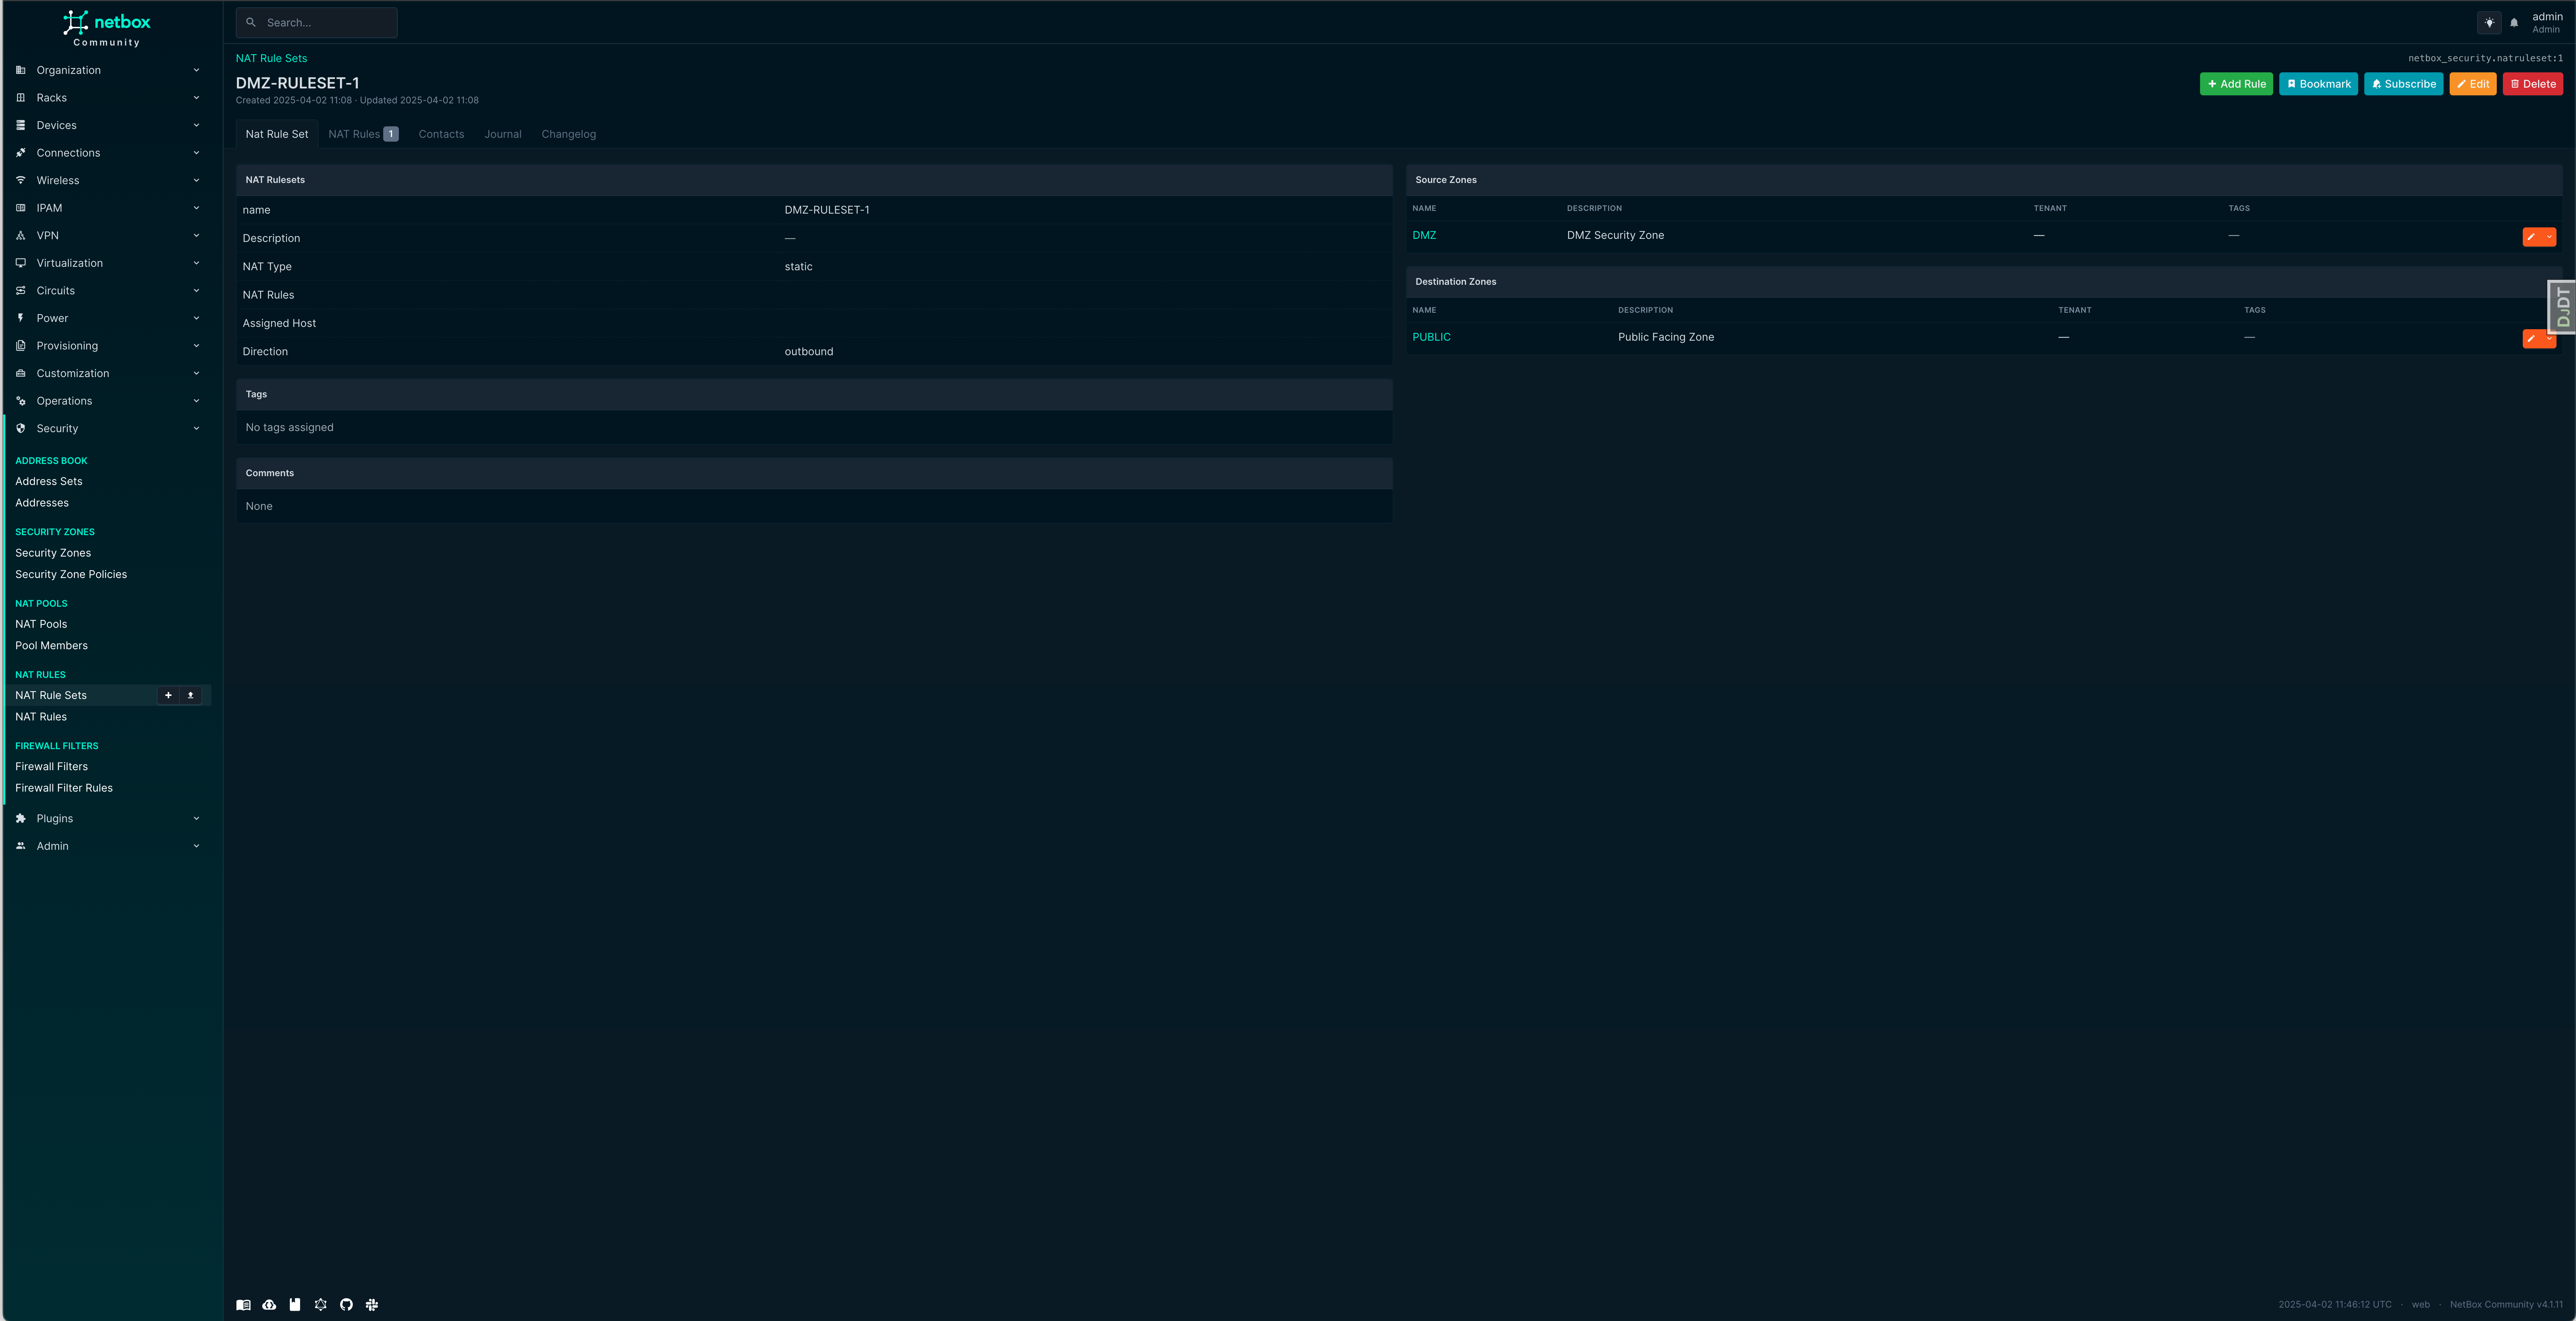 netbox
Community
Search...
admin
Admin
Organization
Racks
Devices
Connections
Wireless
IPAM
VPN
Virtualization
Circuits
Power
Provisioning
Customization
Operations
Security
ADDRESS BOOK
Address Sets
Addresses
SECURITY ZONES
Security Zones
Security Zone Policies
NAT POOLS
NAT Pools
Pool Members
NAT RULES
NAT Rule Sets
NAT Rules
FIREWALL FILTERS
Firewall Filters
Firewall Filter Rules
Plugins
Admin
NAT Rule Sets
netbox_security.natruleset:1
DMZ-RULESET-1
Created 2025-04-02 11:08 · Updated 2025-04-02 11:08
+ Add Rule Bookmark Subscribe Edit Delete
Nat Rule Set NAT Rules 1 Contacts Journal Changelog
NAT Rulesets
name DMZ-RULESET-1
Description —
NAT Type static
NAT Rules
Assigned Host
Direction outbound
Tags
No tags assigned
Comments
None
Source Zones
NAME DESCRIPTION TENANT TAGS
DMZ DMZ Security Zone — —
Destination Zones
NAME DESCRIPTION TENANT TAGS
PUBLIC Public Facing Zone — —
DJDT
2025-04-02 11:46:12 UTC · web · NetBox Community v4.1.11